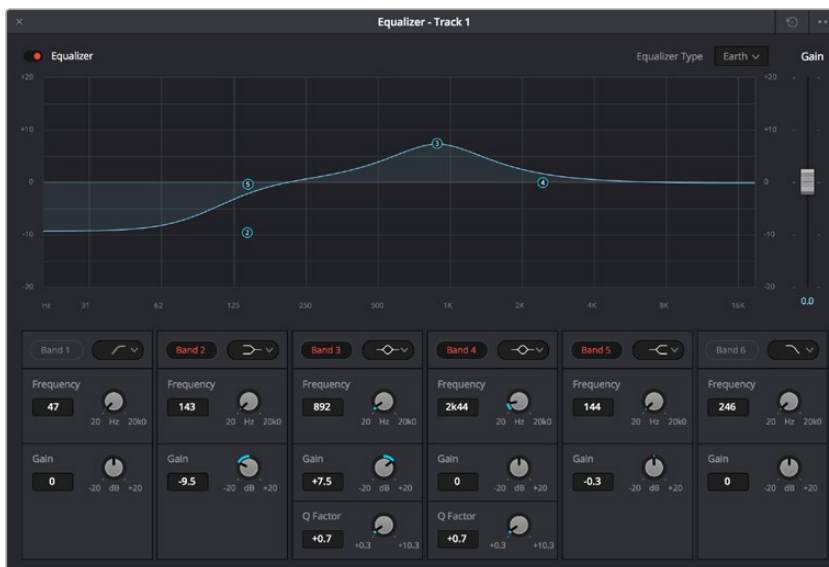 Equalizer - Track 1
Equalizer
Equalizer Type Earth Gain
+20 +20
+10 +10
0 0
-10 -10
-20 -20
5 3 4
2
Hz 31 62 125 250 500 1K 2K 4K 8K 16K
0.0
Band 1 Band 2 Band 3 Band 4 Band 5 Band 6
Frequency Frequency Frequency Frequency Frequency Frequency
47 143 892 2k44 144 246
20 Hz 20k0 20 Hz 20k0 20 Hz 20k0 20 Hz 20k0 20 Hz 20k0 20 Hz 20k0
Gain Gain Gain Gain Gain Gain
0 -9.5 +7.5 0 -0.3 0
-20 dB +20 -20 dB +20 -20 dB +20 -20 dB +20 -20 dB +20 -20 dB +20
Q Factor Q Factor
+0.7 +0.7
+0.3 +10.3 +0.3 +10.3